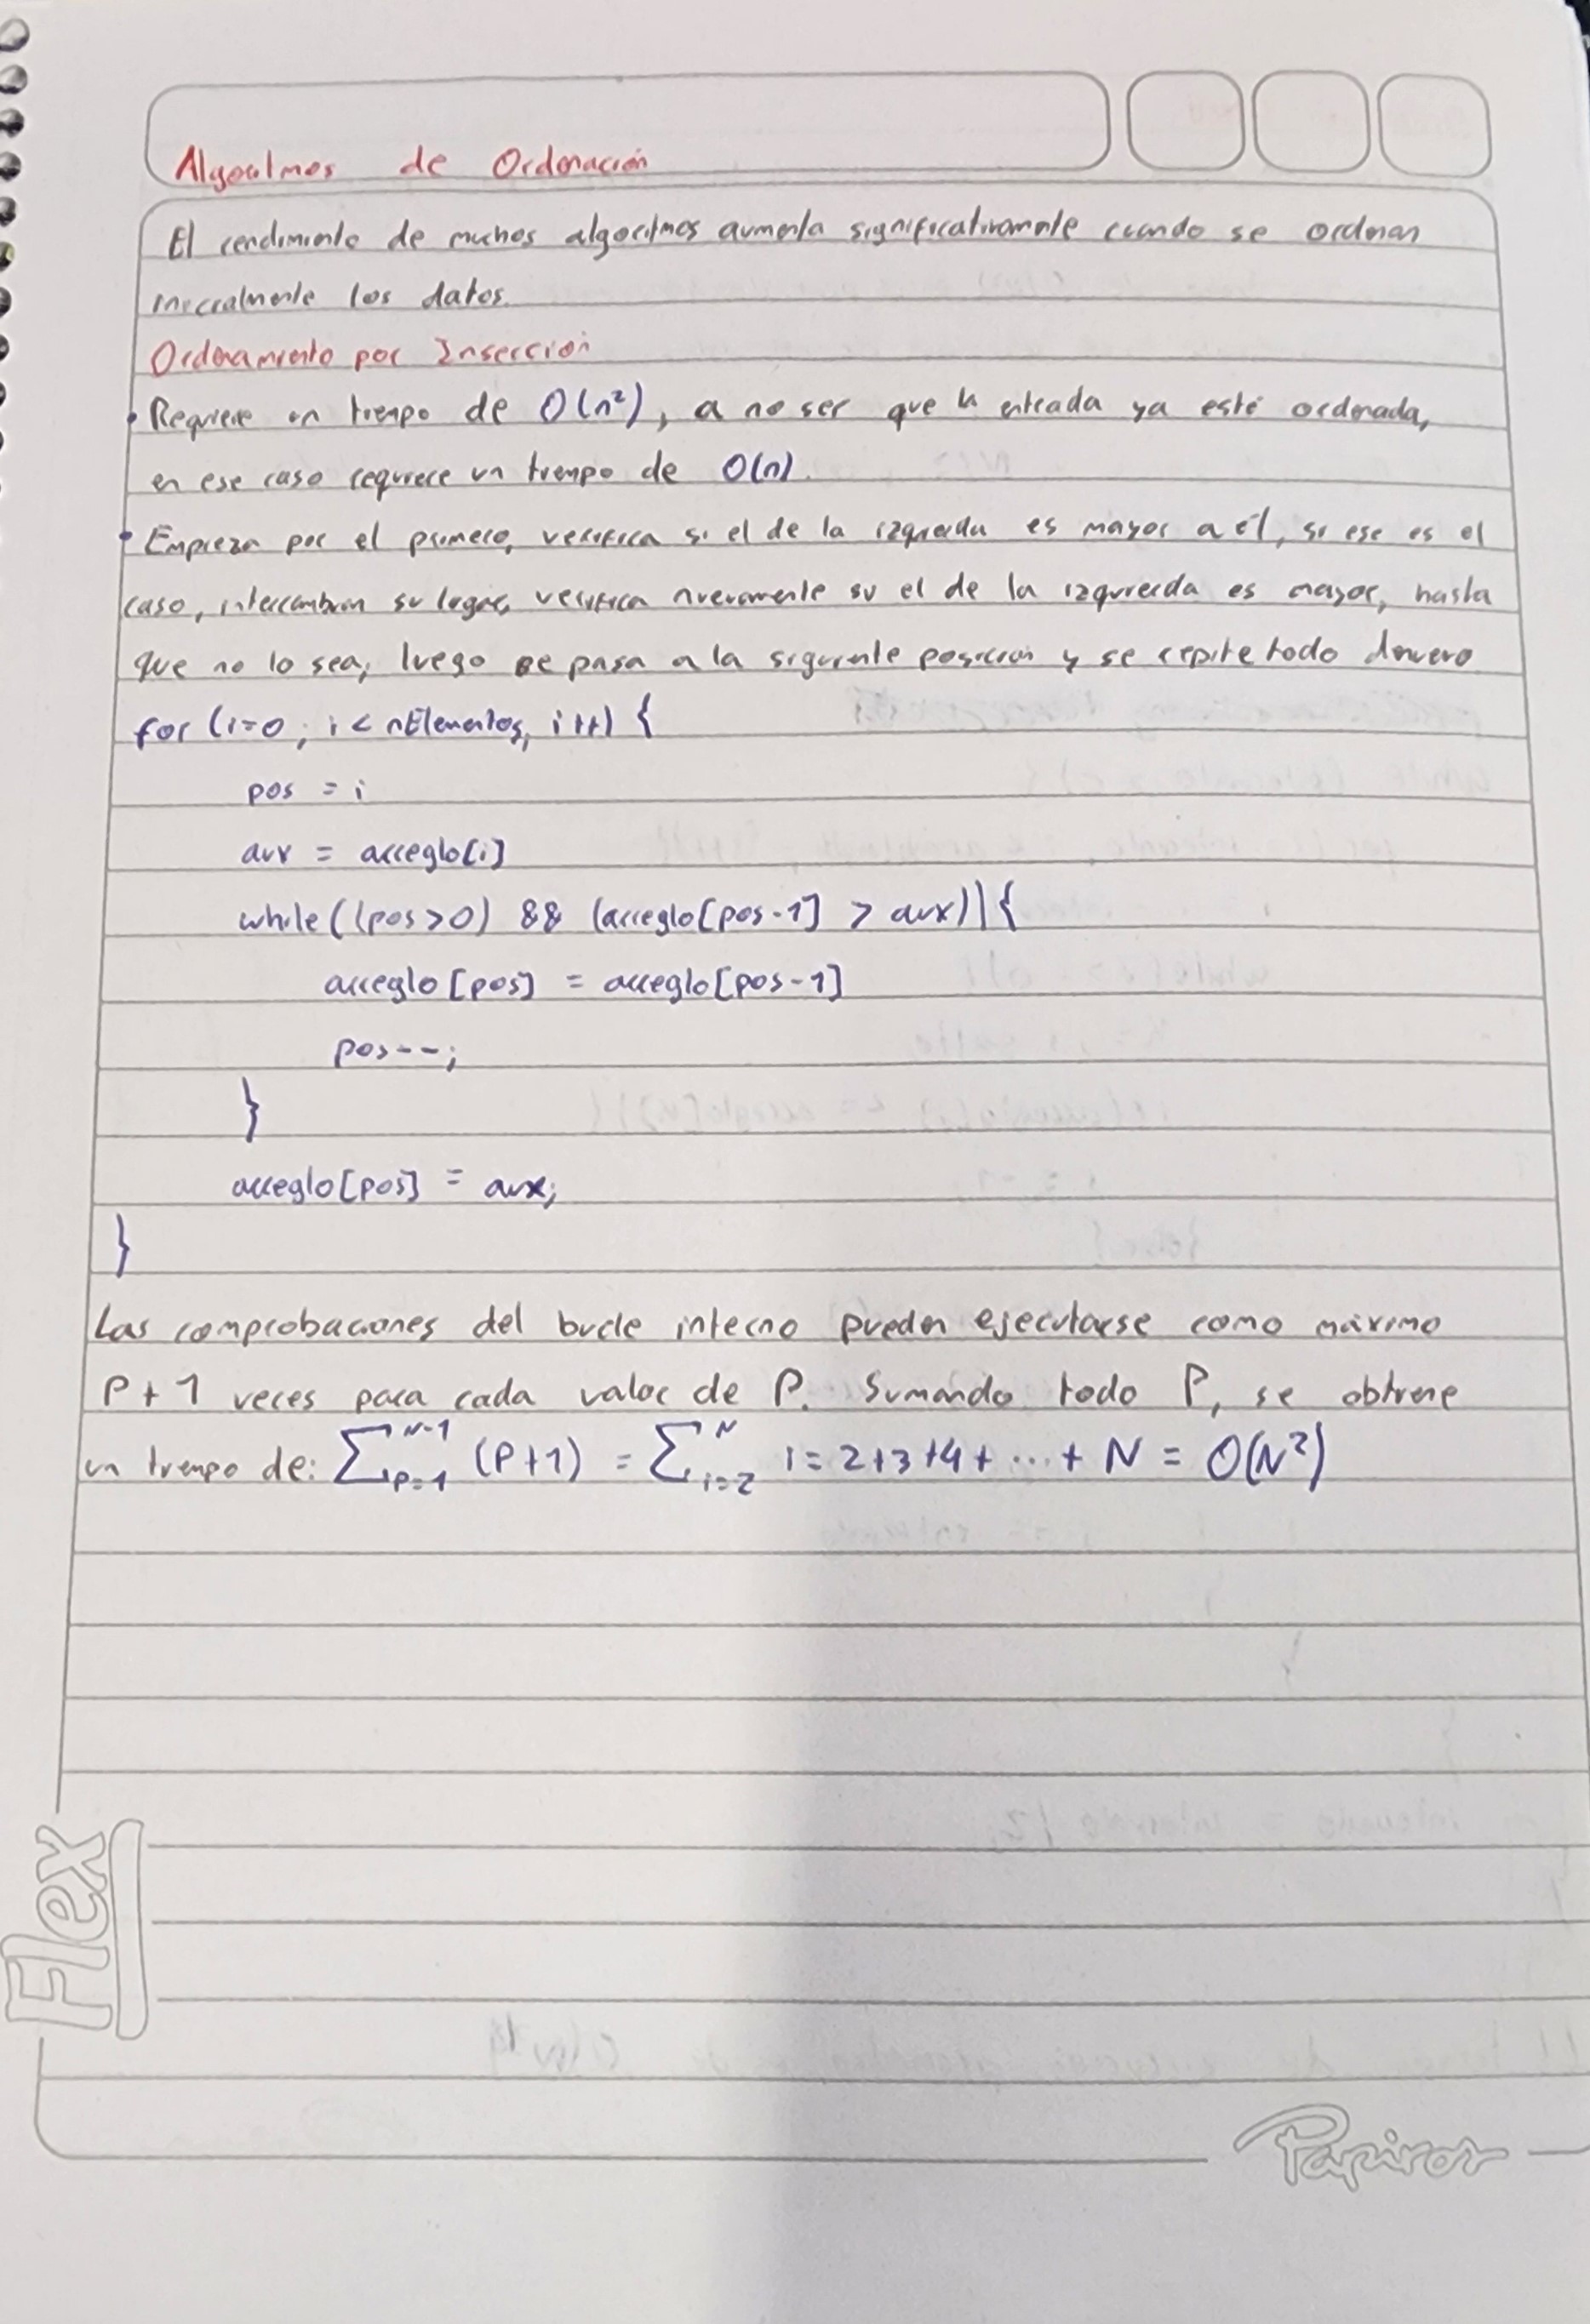 Algoritmos de Ordenación
El rendimiento de muchos algoritmos aumenta significativamente cuando se ordenan
inicialmente los datos.
Ordenamiento por Inserción
• Requiere un tiempo de O(n²), a no ser que la entrada ya esté ordenada,
en ese caso requiere un tiempo de O(n).
• Empieza por el primero, verifica si el de la izquierda es mayor a él, si ese es el
caso, intercambian su lugar, verifica nuevamente si el de la izquierda es mayor, hasta
que no lo sea, luego se pasa a la siguiente posición y se repite todo denuevo
for (i=0; i < nElementos; i++) {
pos = i
aux = arreglo[i]
while ((pos>0) && (arreglo[pos-1] > aux)) {
arreglo[pos] = arreglo[pos-1]
pos--;
}
arreglo[pos] = aux;
}
Las comprobaciones del bucle interno pueden ejecutarse como máximo
P+1 veces para cada valor de P. Sumando todo P, se obtiene
un tiempo de: ∑ᴺ⁻¹ₚ₌₁ (P+1) = ∑ᴺᵢ₌₂ i = 2+3+4+ ... + N = O(N²)
Flex
Papiros